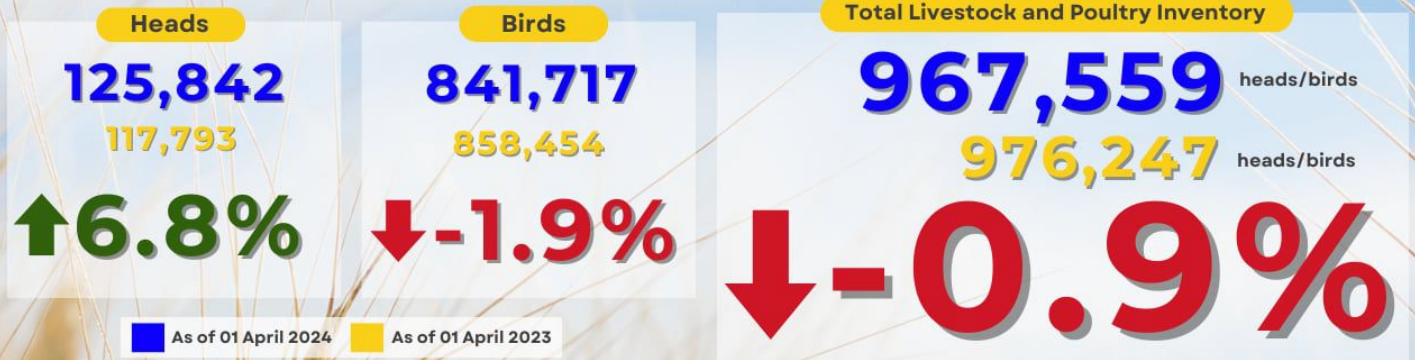 Heads
125,842
117,793
6.8%
Birds
841,717
858,454
-1.9%
Total Livestock and Poultry Inventory
967,559 heads/birds
976,247 heads/birds
-0.9%
As of 01 April 2024
As of 01 April 2023